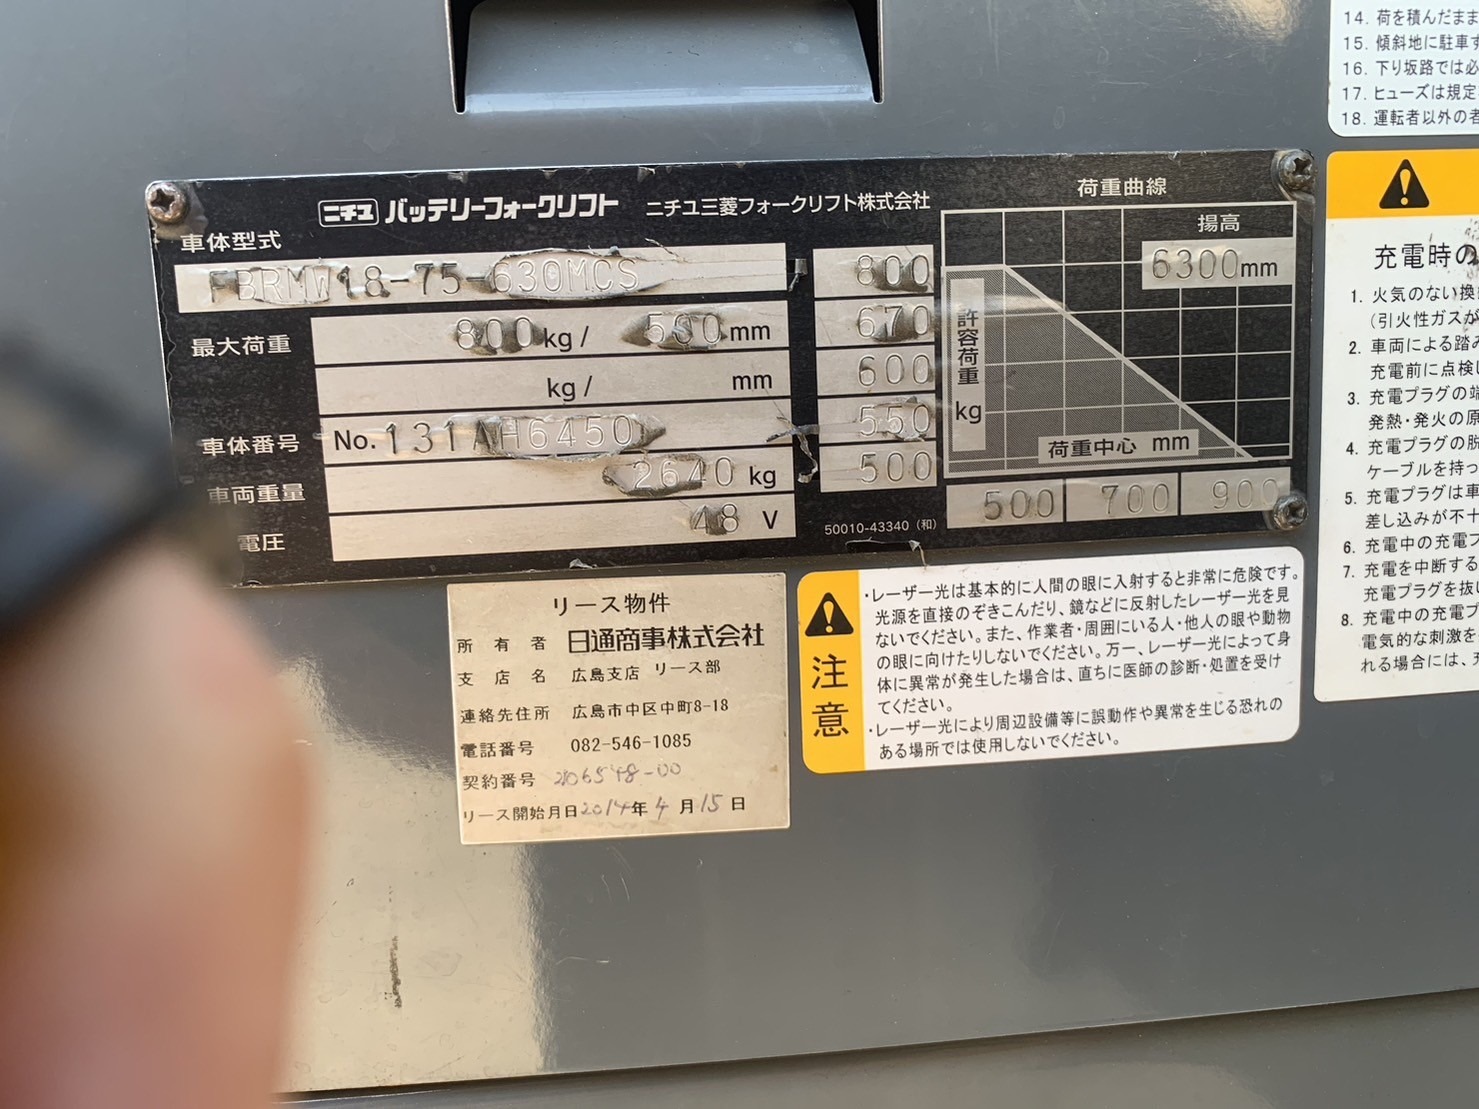 14. 荷を積んだまま
15. 傾斜地に駐車す
16. 下り坂路では必
17. ヒューズは規定
18. 運転者以外の者
ニチユ バッテリーフォークリフト ニチユ三菱フォークリフト株式会社
車体型式
FBRMW18-75-630MCS
最大荷重 800 kg / 500 mm
kg / mm
車体番号 No. 131AH6450
車両重量 2640 kg
電圧 48 V
荷重曲線
揚高
6300mm
800
670
600
550
500
許容荷重 kg
荷重中心 mm
500 700 900
50010-43340 (和)
リース物件
所有者 日通商事株式会社
支店名 広島支店 リース部
連絡先住所 広島市中区中町8-18
電話番号 082-546-1085
契約番号 206548-00
リース開始月日2014年4月15日
注意
・レーザー光は基本的に人間の眼に入射すると非常に危険です。
光源を直接のぞきこんだり、鏡などに反射したレーザー光を見
ないでください。また、作業者・周囲にいる人・他人の眼や動物
の眼に向けたりしないでください。万一、レーザー光によって身
体に異常が発生した場合は、直ちに医師の診断・処置を受け
てください。
・レーザー光により周辺設備等に誤動作や異常を生じる恐れの
ある場所では使用しないでください。
充電時の
1. 火気のない換
(引火性ガスが
2. 車両による踏み
充電前に点検し
3. 充電プラグの端
発熱・発火の原
4. 充電プラグの脱
ケーブルを持っ
5. 充電プラグは車
差し込みが不十
6. 充電中の充電プ
7. 充電を中断する
充電プラグを抜い
8. 充電中の充電プ
電気的な刺激を
れる場合には、充